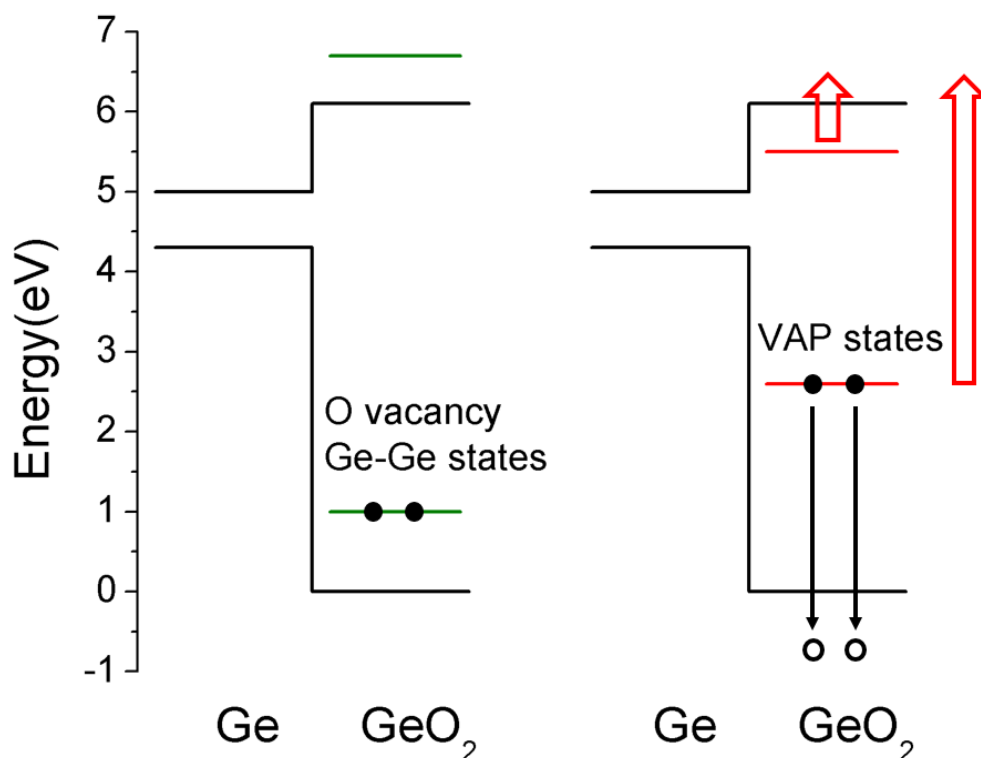 Energy(eV)
7
6
5
4
3
2
1
0
-1
O vacancy
Ge-Ge states
VAP states
Ge
GeO₂
Ge
GeO₂